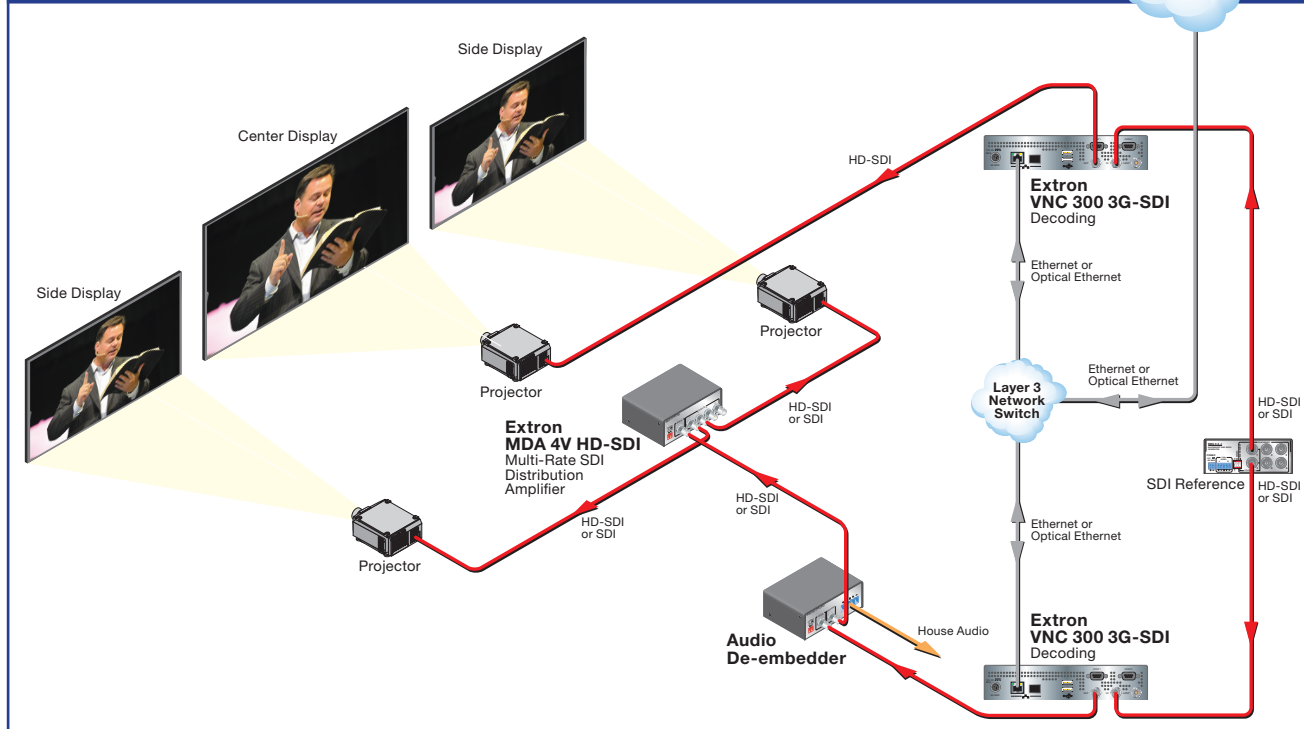 Side Display
Center Display
Side Display
HD-SDI
Extron
VNC 300 3G-SDI
Decoding
Ethernet or
Optical Ethernet
Projector
Projector
Layer 3
Network
Switch
Ethernet or
Optical Ethernet
HD-SDI
or SDI
HD-SDI
or SDI
Extron
MDA 4V HD-SDI
Multi-Rate SDI
Distribution
Amplifier
SDI Reference
HD-SDI
or SDI
HD-SDI
or SDI
HD-SDI
or SDI
Ethernet or
Optical Ethernet
Projector
House Audio
Audio
De-embedder
Extron
VNC 300 3G-SDI
Decoding